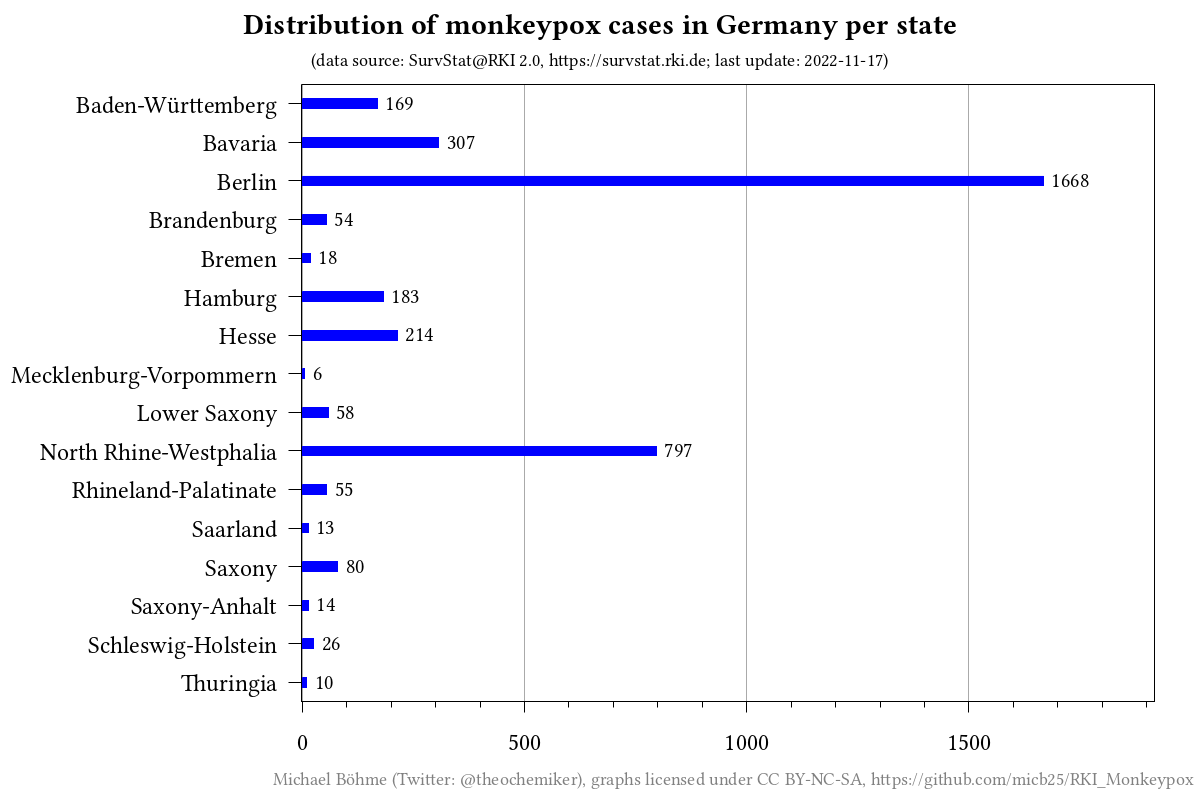 Distribution of monkeypox cases in Germany per state
(data source: SurvStat@RKI 2.0, https://survstat.rki.de; last update: 2022-11-17)
Baden-Württemberg 169
Bavaria 307
Berlin 1668
Brandenburg 54
Bremen 18
Hamburg 183
Hesse 214
Mecklenburg-Vorpommern 6
Lower Saxony 58
North Rhine-Westphalia 797
Rhineland-Palatinate 55
Saarland 13
Saxony 80
Saxony-Anhalt 14
Schleswig-Holstein 26
Thuringia 10
0 500 1000 1500
Michael Böhme (Twitter: @theochemiker), graphs licensed under CC BY-NC-SA, https://github.com/micb25/RKI_Monkeypox